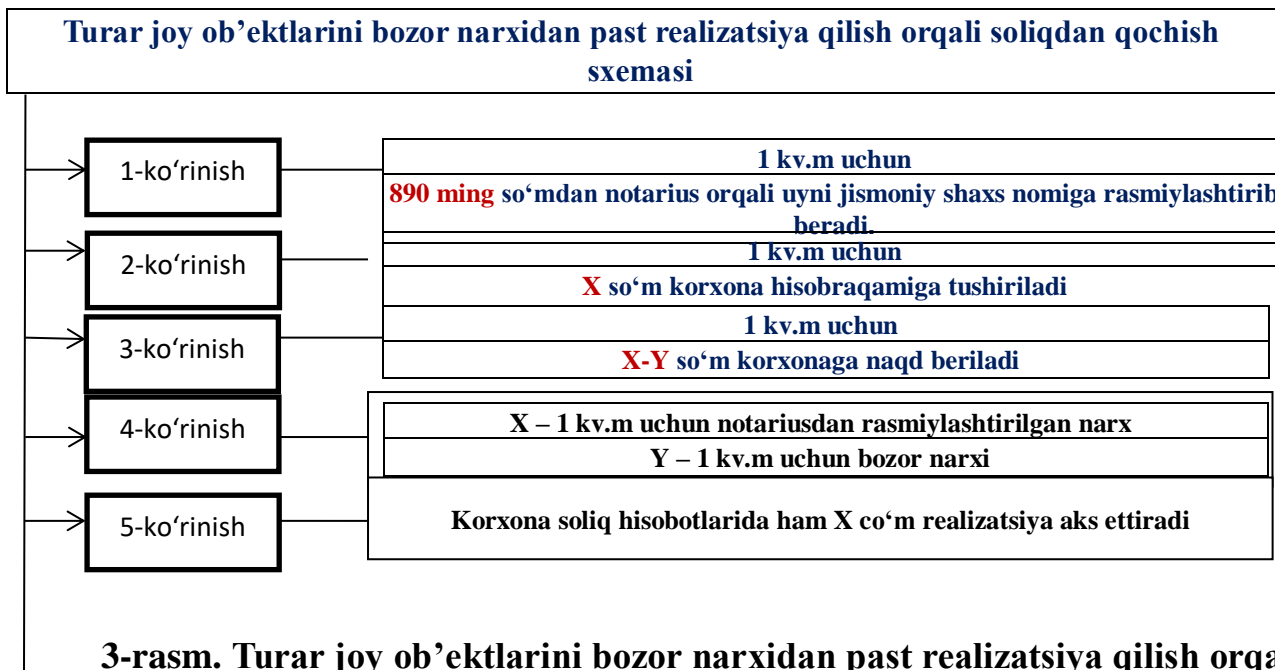 Turar joy ob’ektlarini bozor narxidan past realizatsiya qilish orqali soliqdan qochish
sxemasi
1-ko‘rinish
1 kv.m uchun
890 ming so‘mdan notarius orqali uyni jismoniy shaxs nomiga rasmiylashtirib
beradi.
2-ko‘rinish
1 kv.m uchun
X so‘m korxona hisobraqamiga tushiriladi
3-ko‘rinish
1 kv.m uchun
X-Y so‘m korxonaga naqd beriladi
4-ko‘rinish
X – 1 kv.m uchun notariusdan rasmiylashtirilgan narx
Y – 1 kv.m uchun bozor narxi
5-ko‘rinish
Korxona soliq hisobotlarida ham X co‘m realizatsiya aks ettiradi
3-rasm. Turar joy ob’ektlarini bozor narxidan past realizatsiya qilish orqa